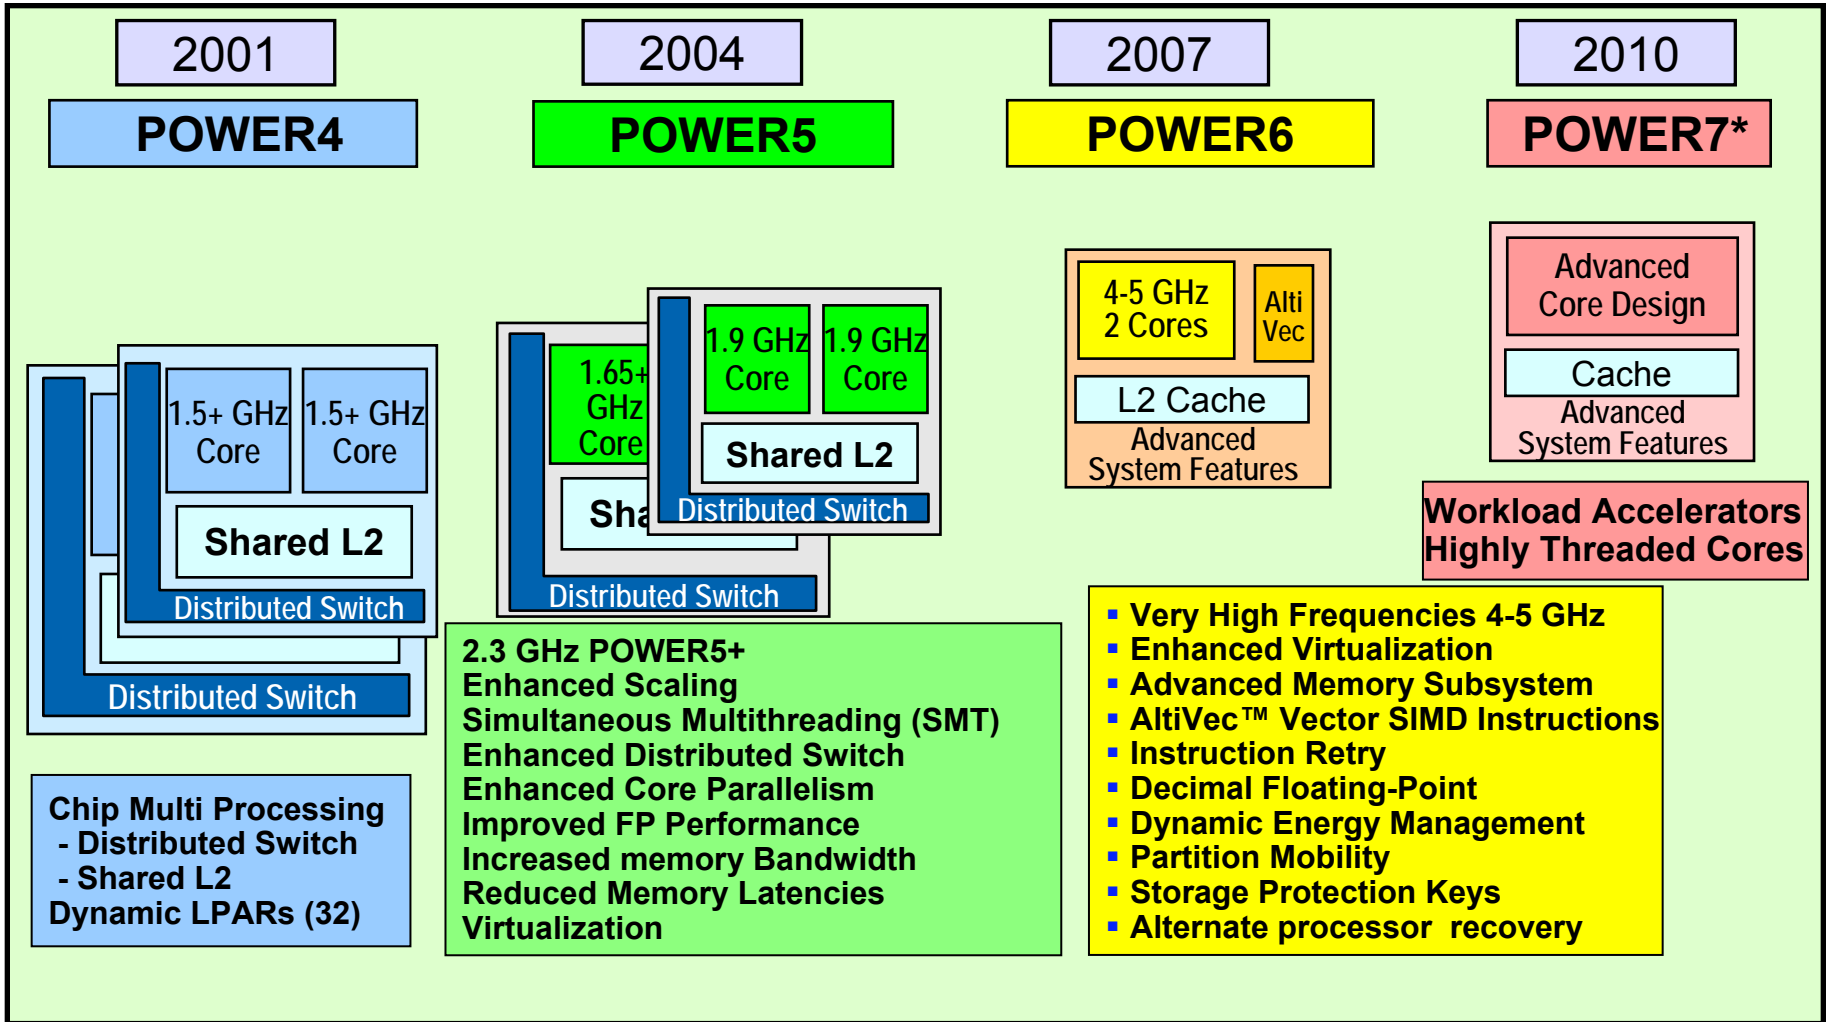 2001
POWER4
1.5+ GHz
Core
1.5+ GHz
Core
Shared L2
Distributed Switch
Distributed Switch
Chip Multi Processing
- Distributed Switch
- Shared L2
Dynamic LPARs (32)
2004
POWER5
1.65+
GHz
Core
Sha
Distributed Switch
1.9 GHz
Core
1.9 GHz
Core
Shared L2
Distributed Switch
2.3 GHz POWER5+
Enhanced Scaling
Simultaneous Multithreading (SMT)
Enhanced Distributed Switch
Enhanced Core Parallelism
Improved FP Performance
Increased memory Bandwidth
Reduced Memory Latencies
Virtualization
2007
POWER6
4-5 GHz
2 Cores
Alti
Vec
L2 Cache
Advanced
System Features
▪ Very High Frequencies 4-5 GHz
▪ Enhanced Virtualization
▪ Advanced Memory Subsystem
▪ AltiVec™ Vector SIMD Instructions
▪ Instruction Retry
▪ Decimal Floating-Point
▪ Dynamic Energy Management
▪ Partition Mobility
▪ Storage Protection Keys
▪ Alternate processor recovery
2010
POWER7*
Advanced
Core Design
Cache
Advanced
System Features
Workload Accelerators
Highly Threaded Cores